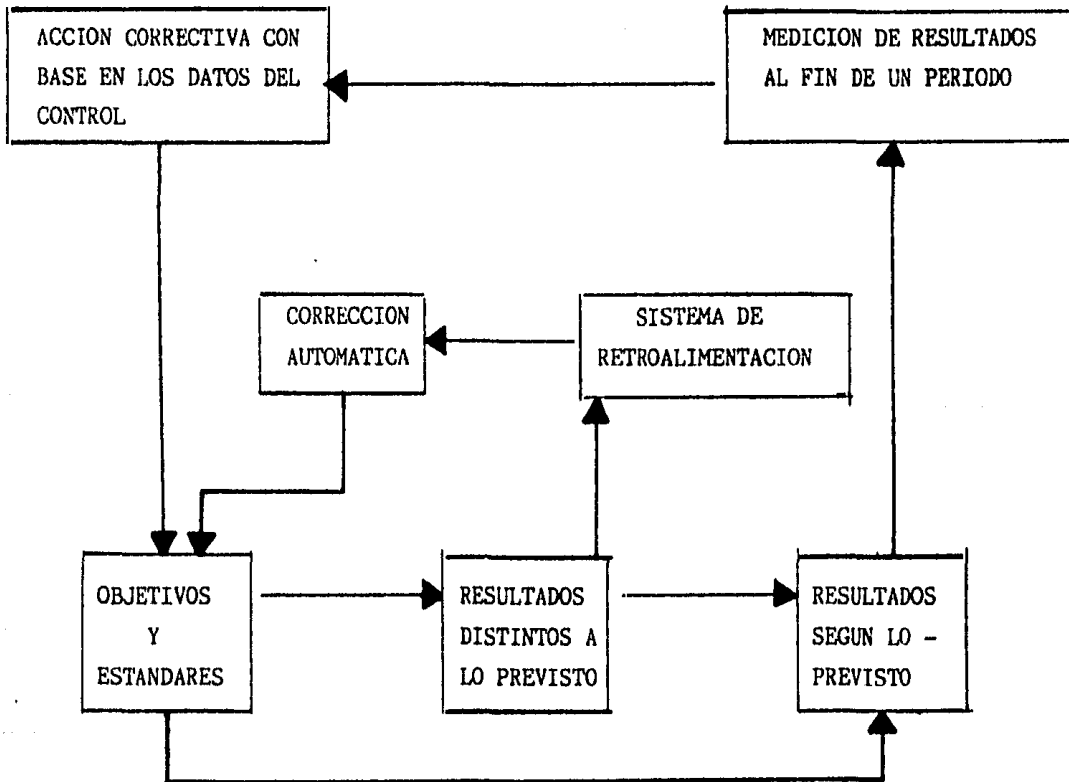 ACCION CORRECTIVA CON
BASE EN LOS DATOS DEL
CONTROL
MEDICION DE RESULTADOS
AL FIN DE UN PERIODO
CORRECCION
AUTOMATICA
SISTEMA DE
RETROALIMENTACION
OBJETIVOS
Y
ESTANDARES
RESULTADOS
DISTINTOS A
LO PREVISTO
RESULTADOS
SEGUN LO -
PREVISTO